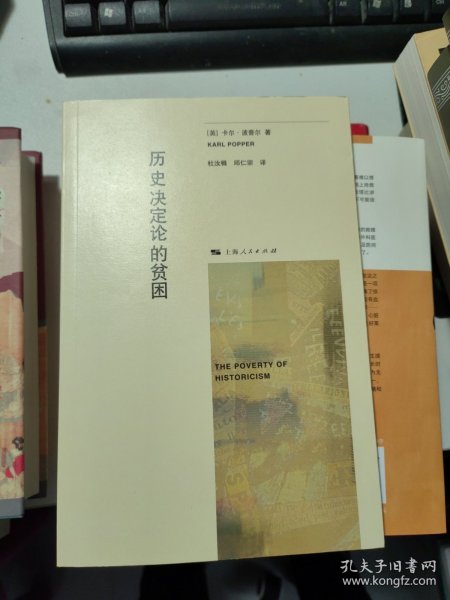 [英] 卡尔·波普尔 著
KARL POPPER
杜汝楫 邱仁宗 译
历史决定论的贫困
上海人民出版社
THE POVERTY OF
HISTORICISM
孔夫子旧书网
www.kongfz.com